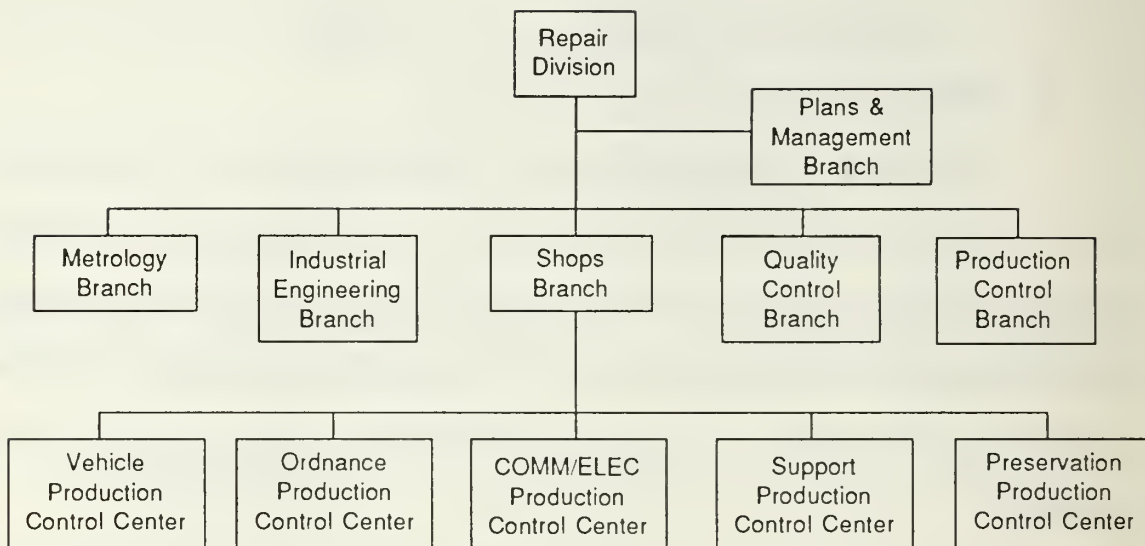 Repair
Division
Plans &
Management
Branch
Metrology
Branch
Industrial
Engineering
Branch
Shops
Branch
Quality
Control
Branch
Production
Control
Branch
Vehicle
Production
Control Center
Ordnance
Production
Control Center
COMM/ELEC
Production
Control Center
Support
Production
Control Center
Preservation
Production
Control Center